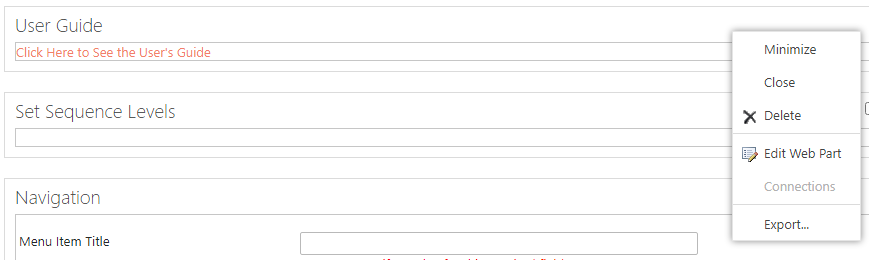 User Guide
Click Here to See the User's Guide
Minimize
Close
Set Sequence Levels
Delete
Edit Web Part
Connections
Navigation
Export...
Menu Item Title